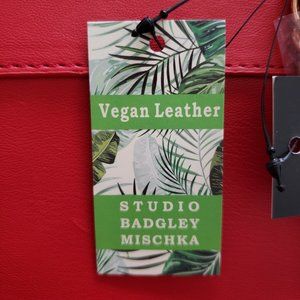 Vegan Leather
STUDIO
BADGLEY
MISCHKA